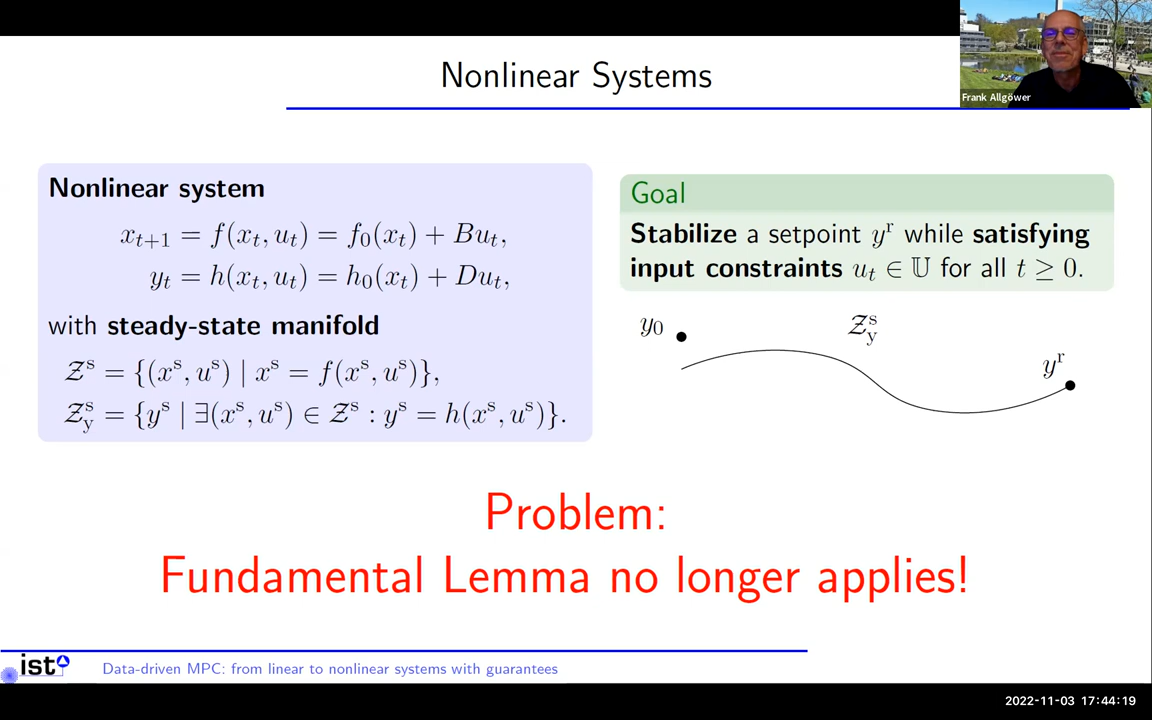 Nonlinear Systems
Frank Allgöwer
Nonlinear system
x_{t+1} = f(x_t, u_t) = f_0(x_t) + Bu_t,
y_t = h(x_t, u_t) = h_0(x_t) + Du_t,
with steady-state manifold
𝒵^s = {(x^s, u^s) | x^s = f(x^s, u^s)},
𝒵_y^s = {y^s | ∃(x^s, u^s) ∈ 𝒵^s : y^s = h(x^s, u^s)}.
Goal
Stabilize a setpoint y^r while satisfying
input constraints u_t ∈ 𝕌 for all t ≥ 0.
y_0
𝒵_y^s
y^r
Problem:
Fundamental Lemma no longer applies!
ist
Data-driven MPC: from linear to nonlinear systems with guarantees
2022-11-03 17:44:19